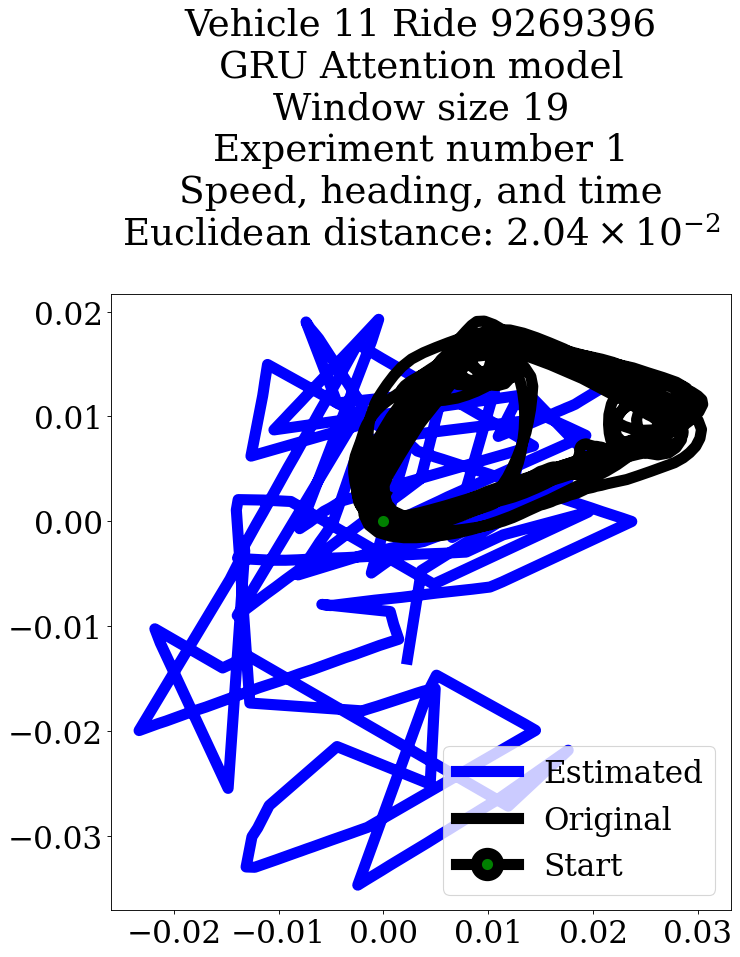 Vehicle 11 Ride 9269396
GRU Attention model
Window size 19
Experiment number 1
Speed, heading, and time
Euclidean distance: 2.04 × 10⁻²
0.02
0.01
0.00
−0.01
−0.02
−0.03
Estimated
Original
Start
−0.02 −0.01 0.00 0.01 0.02 0.03